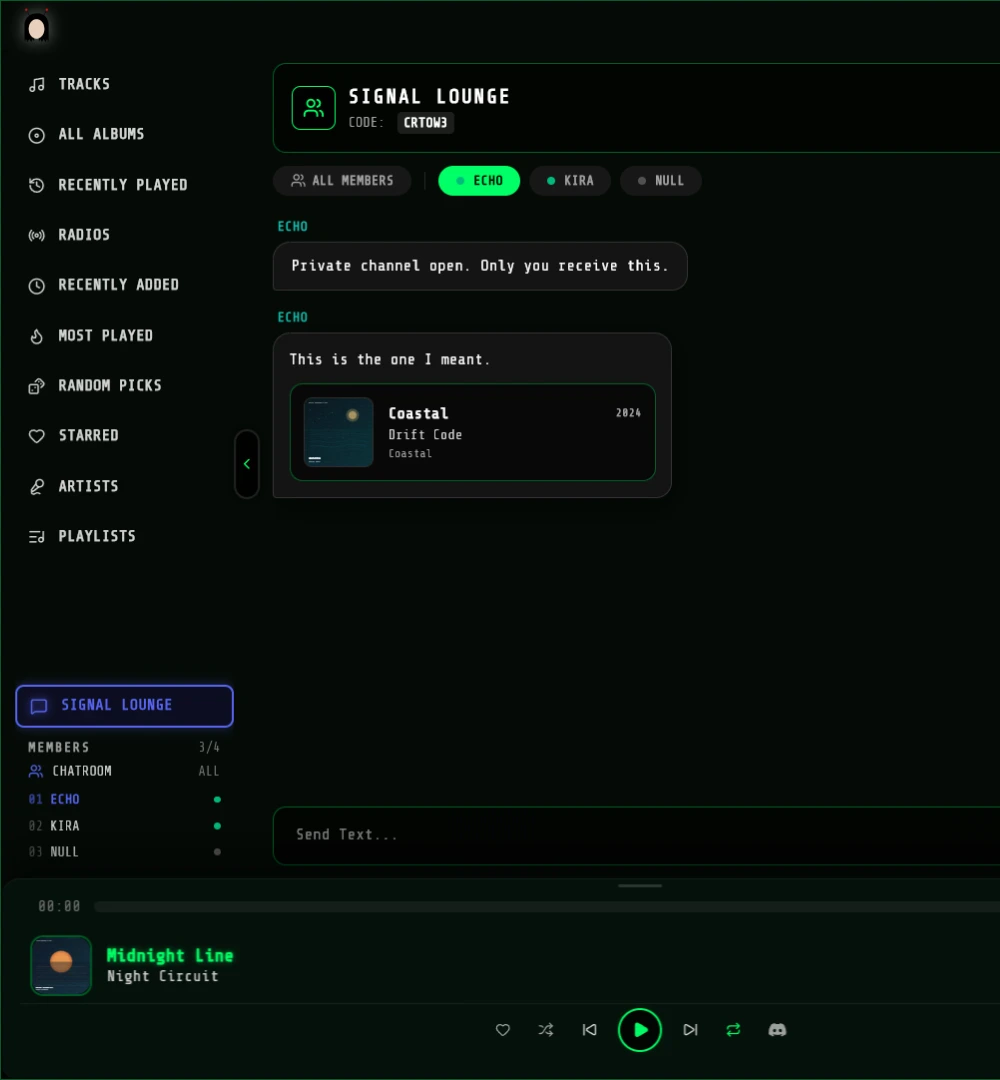 TRACKS
ALL ALBUMS
RECENTLY PLAYED
RADIOS
RECENTLY ADDED
MOST PLAYED
RANDOM PICKS
STARRED
ARTISTS
PLAYLISTS
SIGNAL LOUNGE
MEMBERS 3/4
CHATROOM ALL
01 ECHO
02 KIRA
03 NULL
SIGNAL LOUNGE
CODE: CRTOW3
ALL MEMBERS ECHO KIRA NULL
ECHO
Private channel open. Only you receive this.
ECHO
This is the one I meant.
Coastal 2024
Drift Code
Coastal
Send Text...
00:00
Midnight Line
Night Circuit